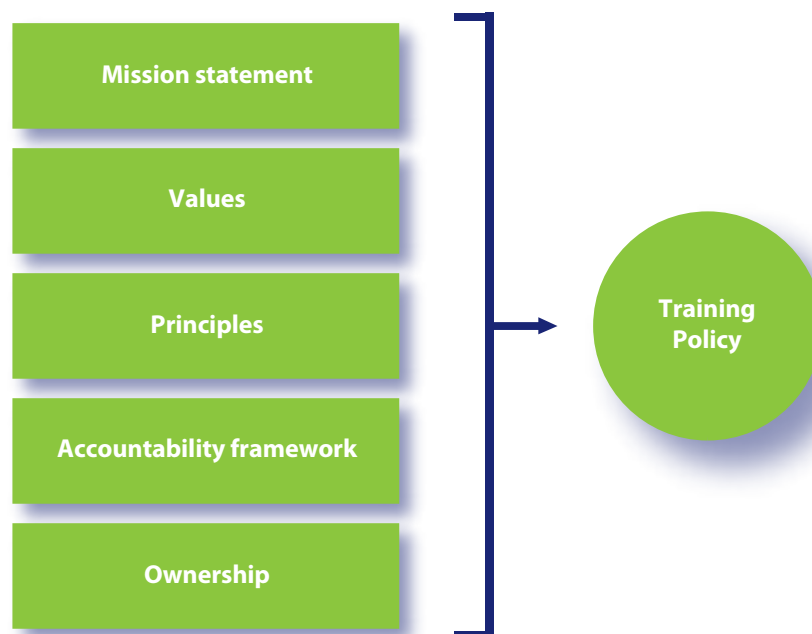 Mission statement
Values
Principles
Accountability framework
Ownership
Training
Policy